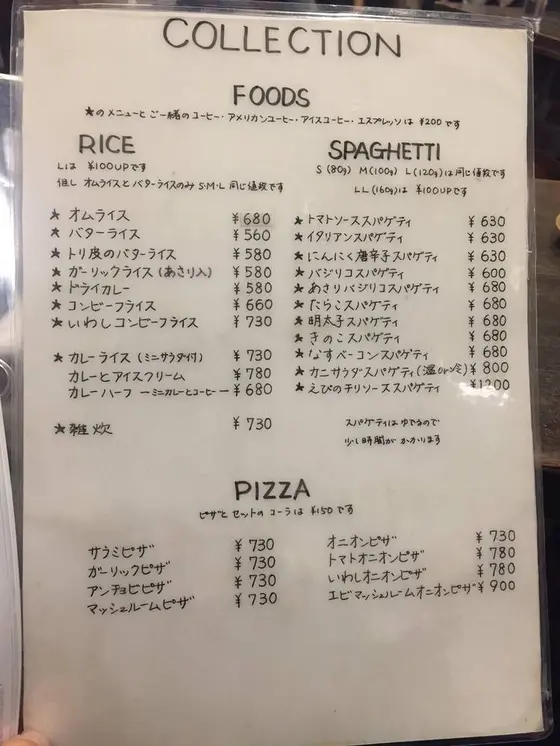 COLLECTION
FOODS
★のメニューとご一緒のコーヒー・アメリカンコーヒー・アイスコーヒー・エスプレッソは ¥200です
RICE
Lは ¥100UPです
但し オムライスとバターライスのみ S・M・L 同じ値段です
★ オムライス ¥680
★ バターライス ¥560
★ トリ皮のバターライス ¥580
★ ガーリックライス(あさり入) ¥580
★ ドライカレー ¥580
★ コンビーフライス ¥660
★ いわしコンビーフライス ¥730
★ カレーライス(ミニサラダ付) ¥730
カレーとアイスクリーム ¥780
カレーハーフ ーミニカレーとコーヒーー ¥680
★ 雑炊 ¥730
SPAGHETTI
S(80g) M(100g) L(120g)は同じ値段です
LL(160g)は ¥100UPです
★ トマトソーススパゲティ ¥630
★ イタリアンスパゲティ ¥630
★ にんにく唐辛子スパゲティ ¥630
★ バジリコスパゲティ ¥600
★ あさりバジリコスパゲティ ¥680
★ たらこスパゲティ ¥680
★ 明太子スパゲティ ¥680
★ きのこスパゲティ ¥680
★ なすベーコンスパゲティ ¥680
★ カニサラダスパゲティ(温or冷) ¥800
★ えびのチリソーススパゲティ ¥1200
スパゲティはゆでるので
少し時間がかかります
PIZZA
ピザとセットのコーラは ¥150です
サラミピザ ¥730
ガーリックピザ ¥730
アンチョビピザ ¥730
マッシュルームピザ ¥730
オニオンピザ ¥730
トマトオニオンピザ ¥780
いわしオニオンピザ ¥780
エビマッシュルームオニオンピザ ¥900